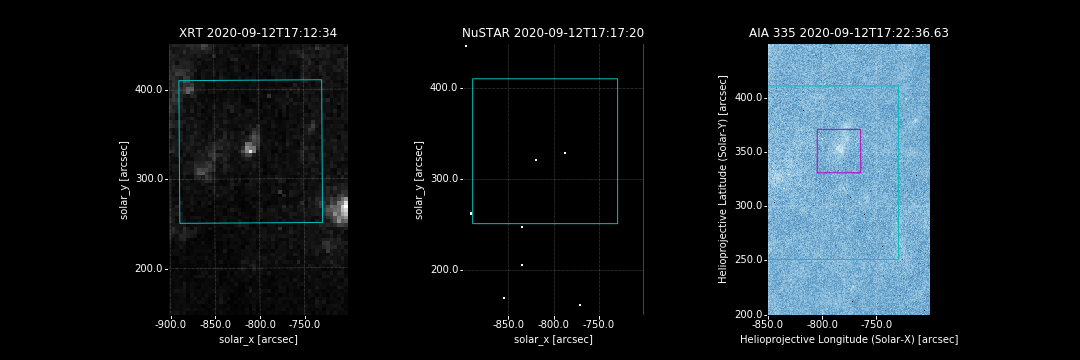 XRT 2020-09-12T17:12:34
NuSTAR 2020-09-12T17:17:20
AIA 335 2020-09-12T17:22:36.63
400.0
300.0
200.0
solar_y [arcsec]
-900.0 -850.0 -800.0 -750.0
solar_x [arcsec]
400.0
300.0
200.0
solar_y [arcsec]
-850.0 -800.0 -750.0
solar_x [arcsec]
400.0
350.0
300.0
250.0
200.0
Helioprojective Latitude (Solar-Y) [arcsec]
-850.0 -800.0 -750.0
Helioprojective Longitude (Solar-X) [arcsec]